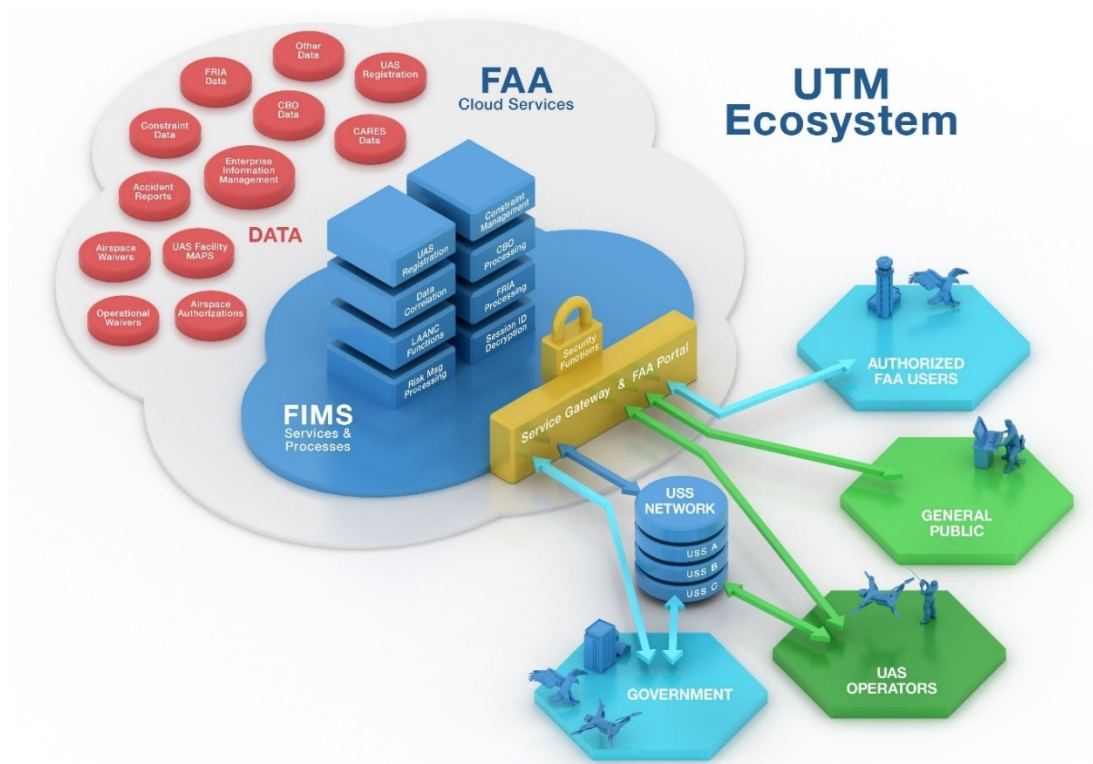 FAA
Cloud Services
UTM
Ecosystem
Other
Data
FRIA
Data
UAS
Registration
CBO
Data
Constraint
Data
CARES
Data
Enterprise
Information
Management
Accident
Reports
DATA
Airspace
Waivers
UAS Facility
MAPS
Operational
Waivers
Airspace
Authorizations
UAS
Registration
Data
Correlation
LAANC
Functions
Risk Msg
Processing
Constraint
Management
CBO
Processing
FRIA
Processing
Session ID
Decryption
FIMS
Services &
Processes
Security
Functions
Service Gateway & FAA Portal
USS
NETWORK
USS A
USS B
USS C
AUTHORIZED
FAA USERS
GENERAL
PUBLIC
UAS
OPERATORS
GOVERNMENT